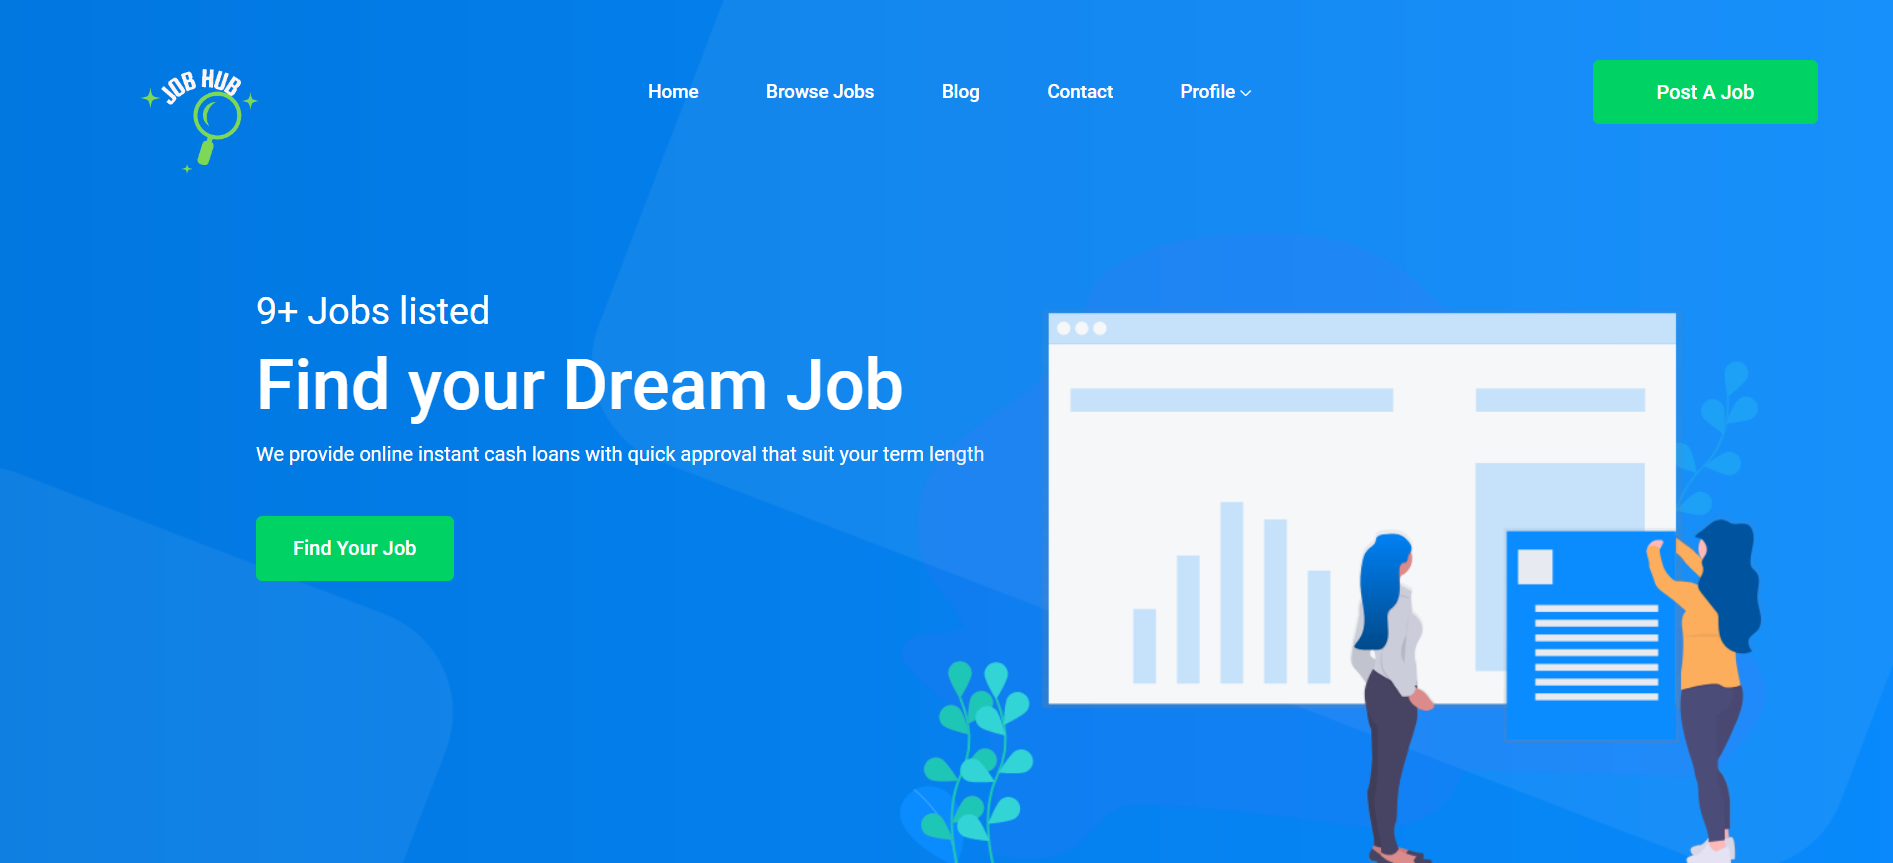 JOB HUB
Home
Browse Jobs
Blog
Contact
Profile
Post A Job
9+ Jobs listed
Find your Dream Job
We provide online instant cash loans with quick approval that suit your term length
Find Your Job